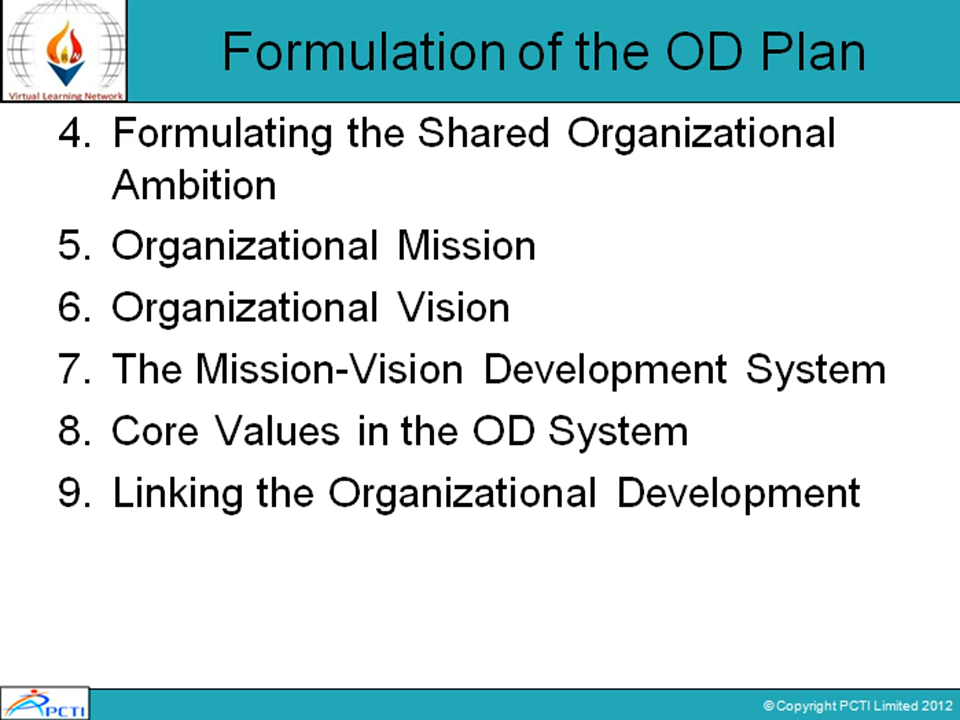 Formulation of the OD Plan
Virtual Learning Network
4. Formulating the Shared Organizational
Ambition
5. Organizational Mission
6. Organizational Vision
7. The Mission-Vision Development System
8. Core Values in the OD System
9. Linking the Organizational Development
PCTI
© Copyright PCTI Limited 2012